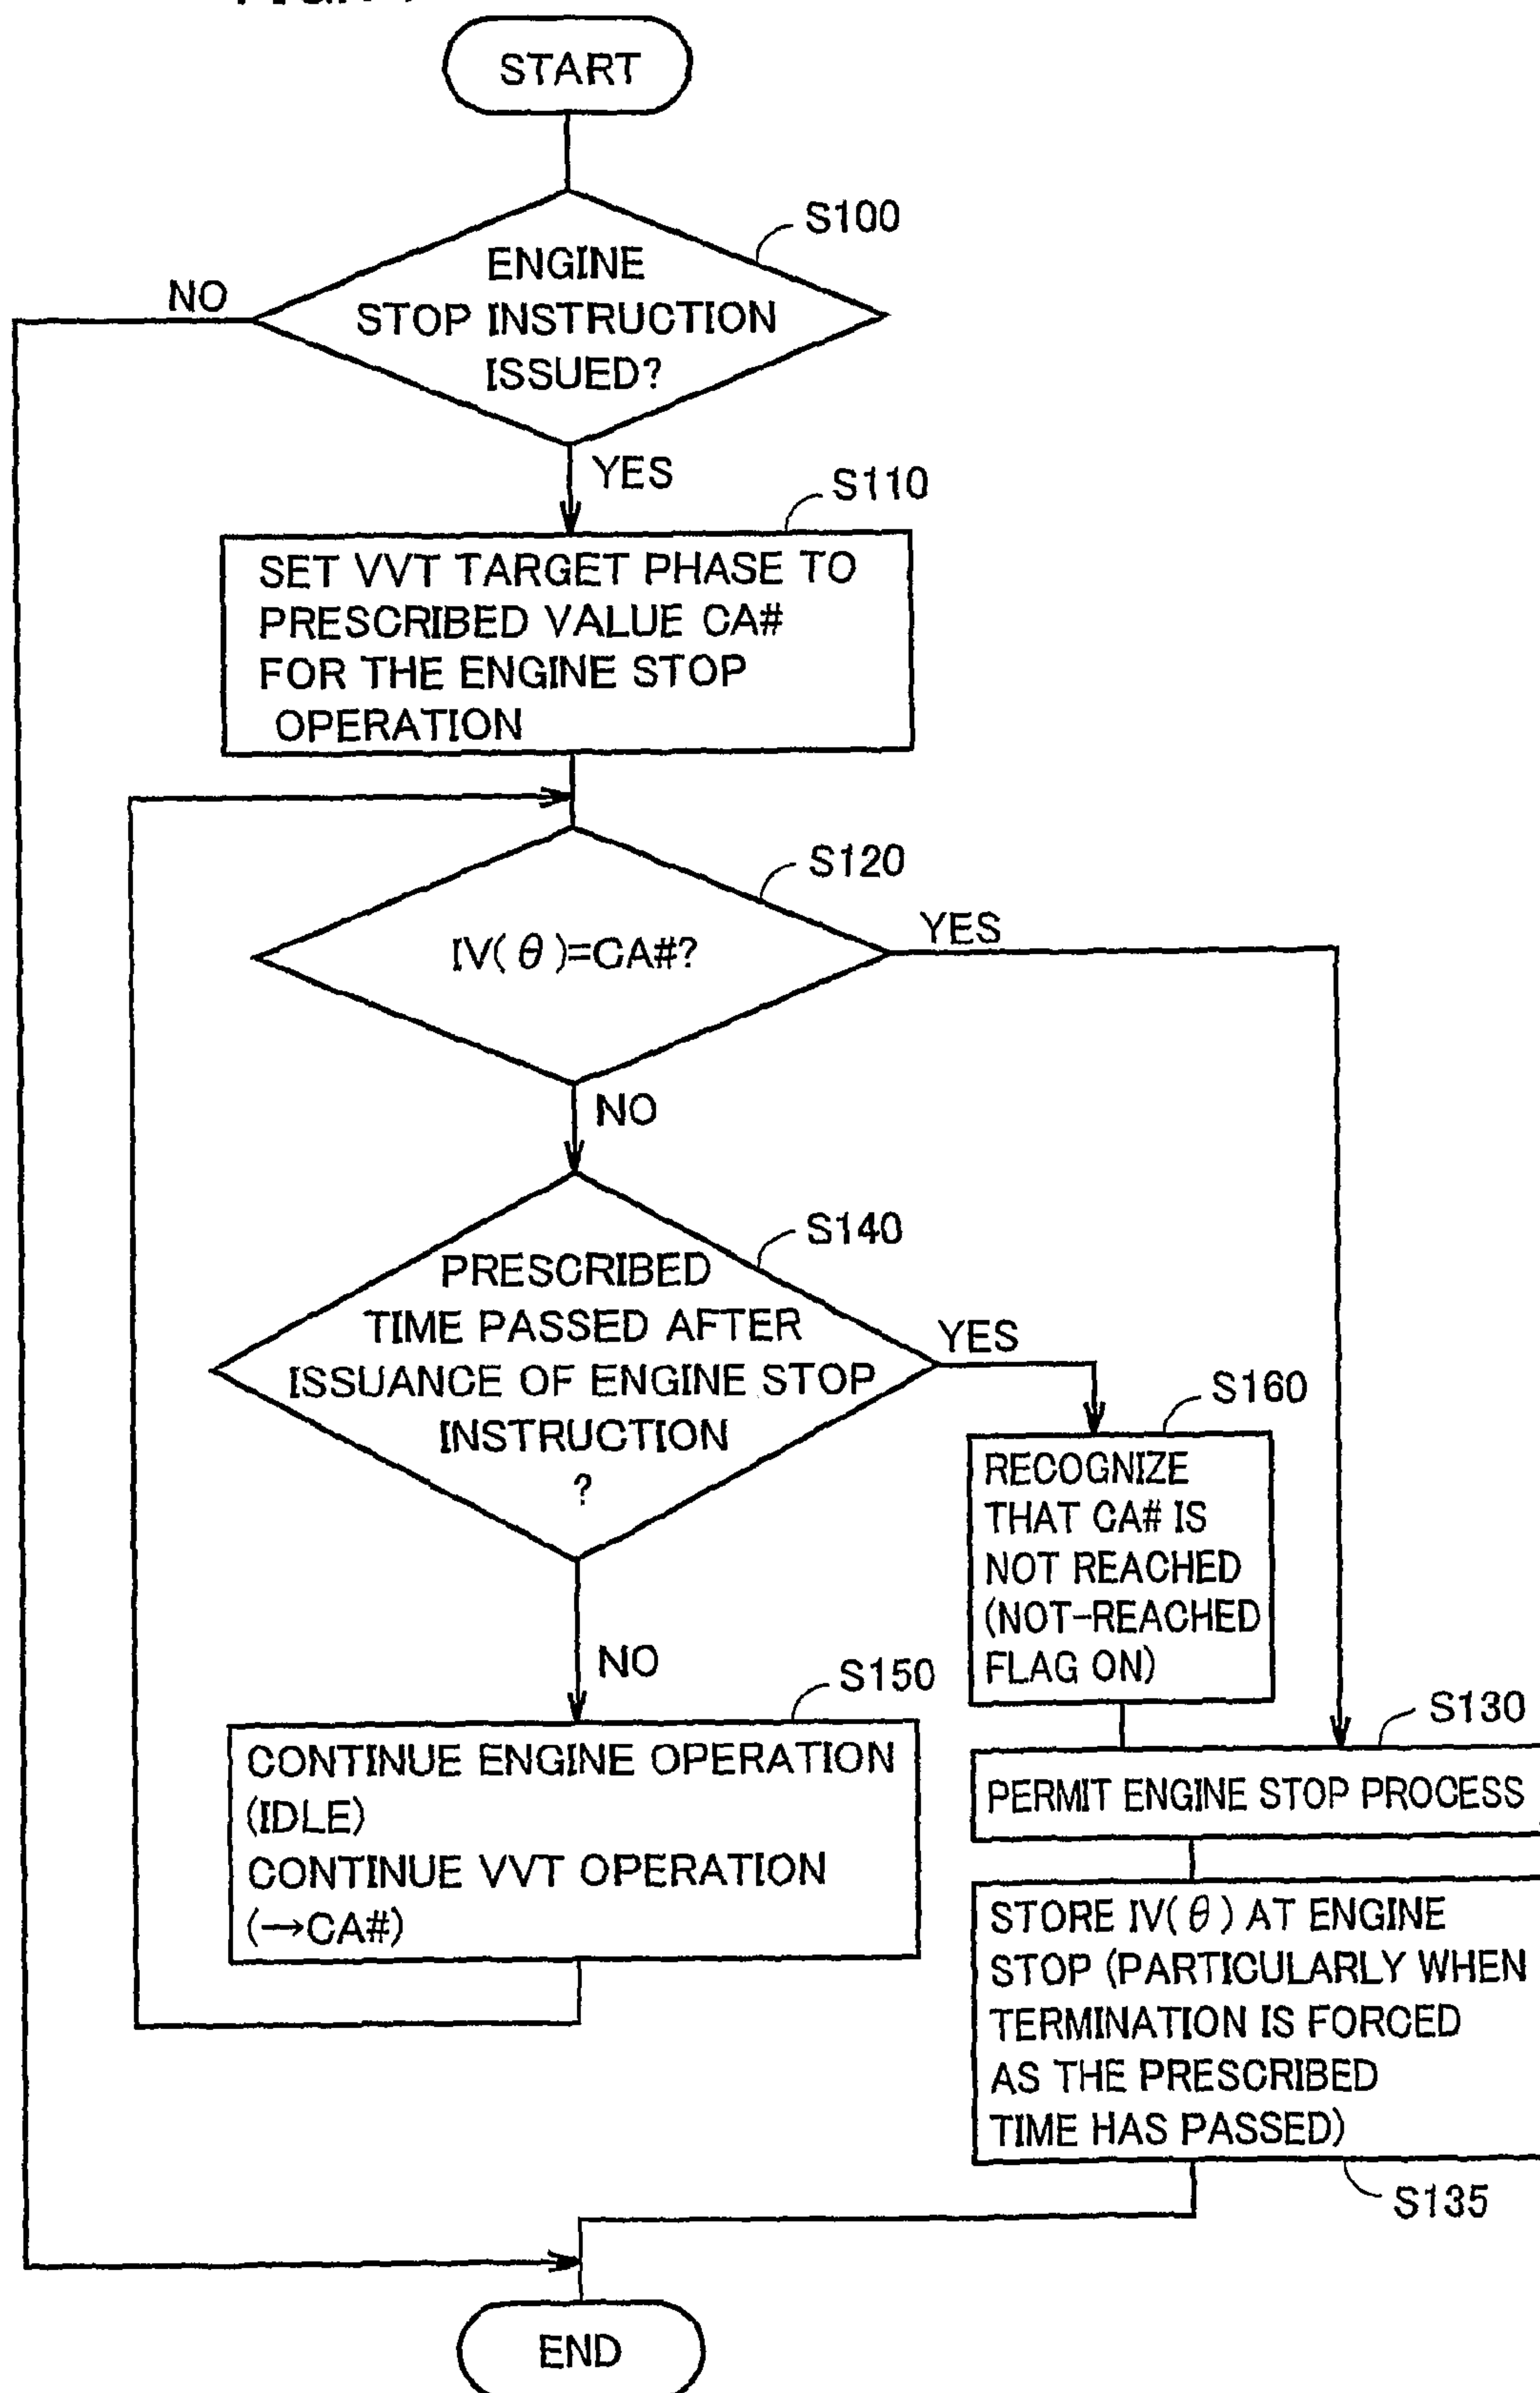 START
S100
ENGINE
STOP INSTRUCTION
ISSUED?
NO
YES
S110
SET VVT TARGET PHASE TO
PRESCRIBED VALUE CA#
FOR THE ENGINE STOP
OPERATION
S120
IV(θ)=CA#?
YES
NO
S140
PRESCRIBED
TIME PASSED AFTER
ISSUANCE OF ENGINE STOP
INSTRUCTION
?
YES
S160
RECOGNIZE
THAT CA# IS
NOT REACHED
(NOT-REACHED
FLAG ON)
NO
S150
CONTINUE ENGINE OPERATION
(IDLE)
CONTINUE VVT OPERATION
(→CA#)
S130
PERMIT ENGINE STOP PROCESS
STORE IV(θ) AT ENGINE
STOP (PARTICULARLY WHEN
TERMINATION IS FORCED
AS THE PRESCRIBED
TIME HAS PASSED)
S135
END